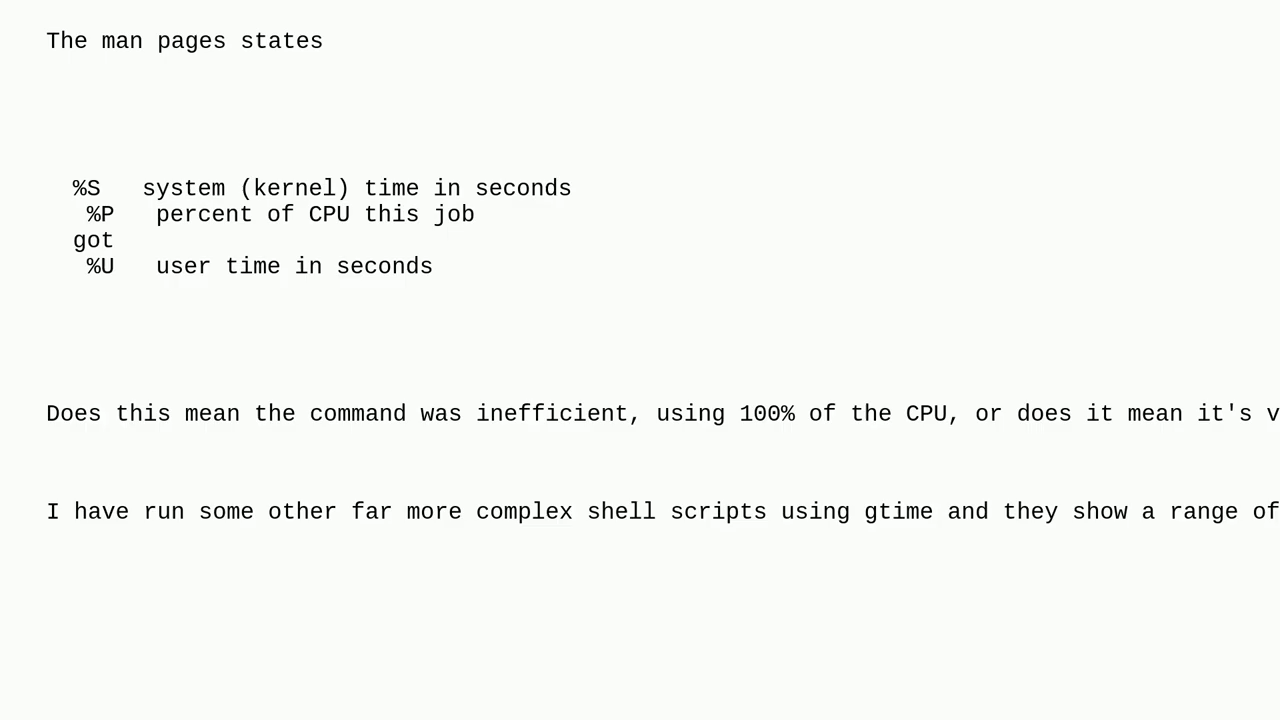 The man pages states
%S   system (kernel) time in seconds
%P   percent of CPU this job
got
%U   user time in seconds
Does this mean the command was inefficient, using 100% of the CPU, or does it mean it's
I have run some other far more complex shell scripts using gtime and they show a range of